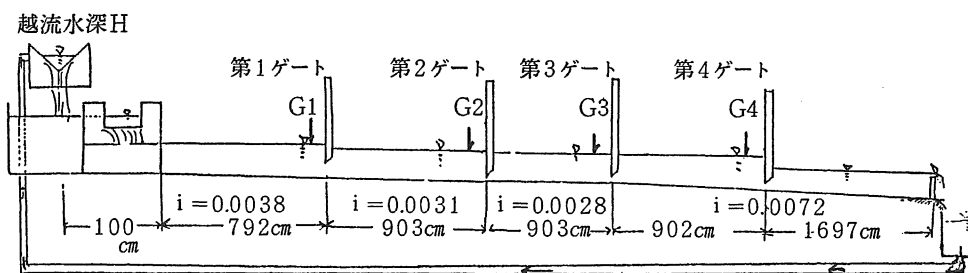 越流水深H
第1ゲート
第2ゲート
第3ゲート
第4ゲート
G1
G2
G3
G4
i=0.0038
i=0.0031
i=0.0028
i=0.0072
100
cm
792cm
903cm
903cm
902cm
1697cm